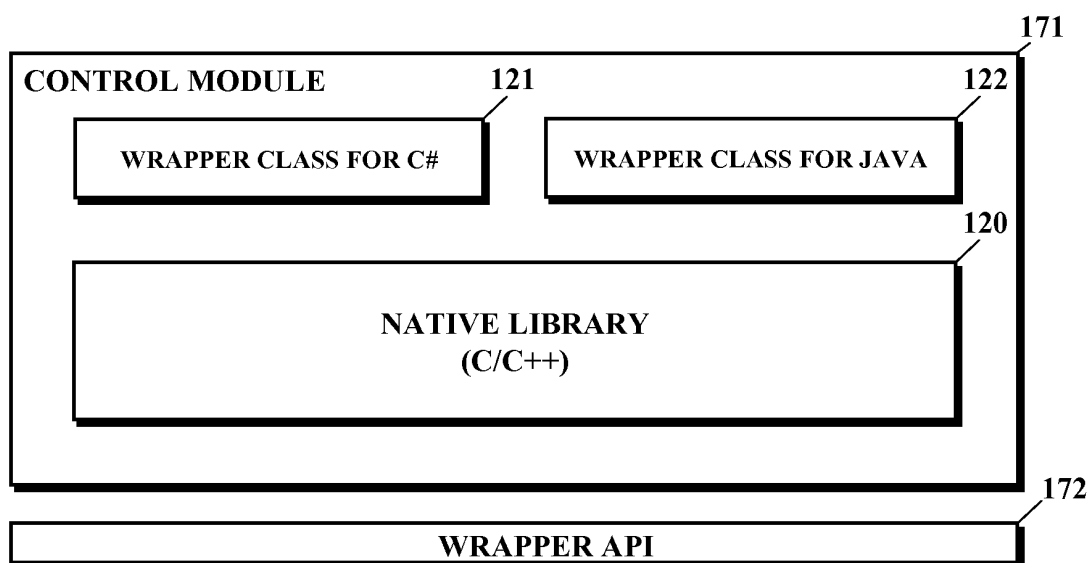 171
CONTROL MODULE
121
122
WRAPPER CLASS FOR C#
WRAPPER CLASS FOR JAVA
120
NATIVE LIBRARY
(C/C++)
172
WRAPPER API